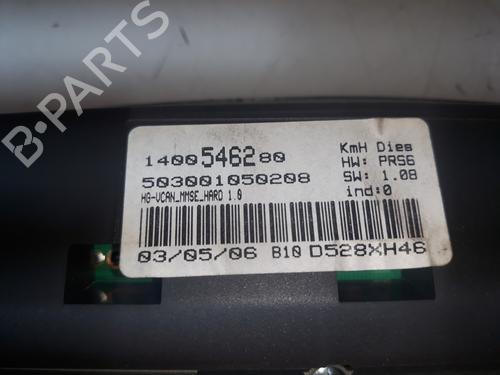 1400546280
503001050208
HG-VCAN_MMSE_HARD 1.0
KmH Dies
HW: PRS6
SW: 1.08
ind:0
03/05/06 B10 D528XH46
B-PARTS